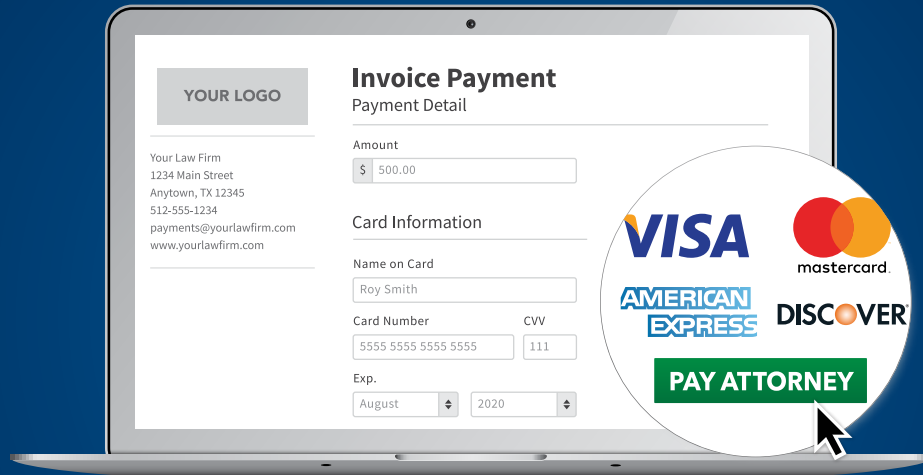 YOUR LOGO
Your Law Firm
1234 Main Street
Anytown, TX 12345
512-555-1234
payments@yourlawfirm.com
www.yourlawfirm.com
Invoice Payment
Payment Detail
Amount
$ 500.00
Card Information
Name on Card
Roy Smith
Card Number CVV
5555 5555 5555 5555 111
Exp.
August 2020
VISA
mastercard.
AMERICAN
EXPRESS
DISCOVER
PAY ATTORNEY